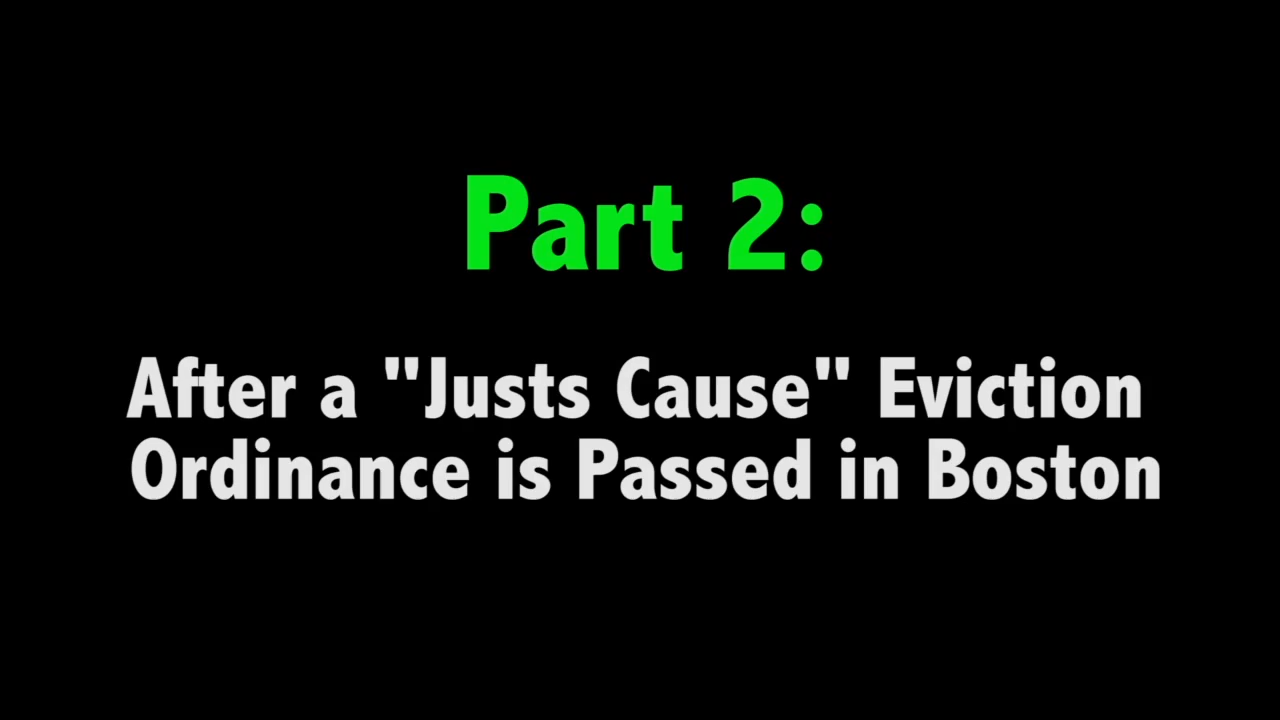 Part 2:
After a "Justs Cause" Eviction
Ordinance is Passed in Boston